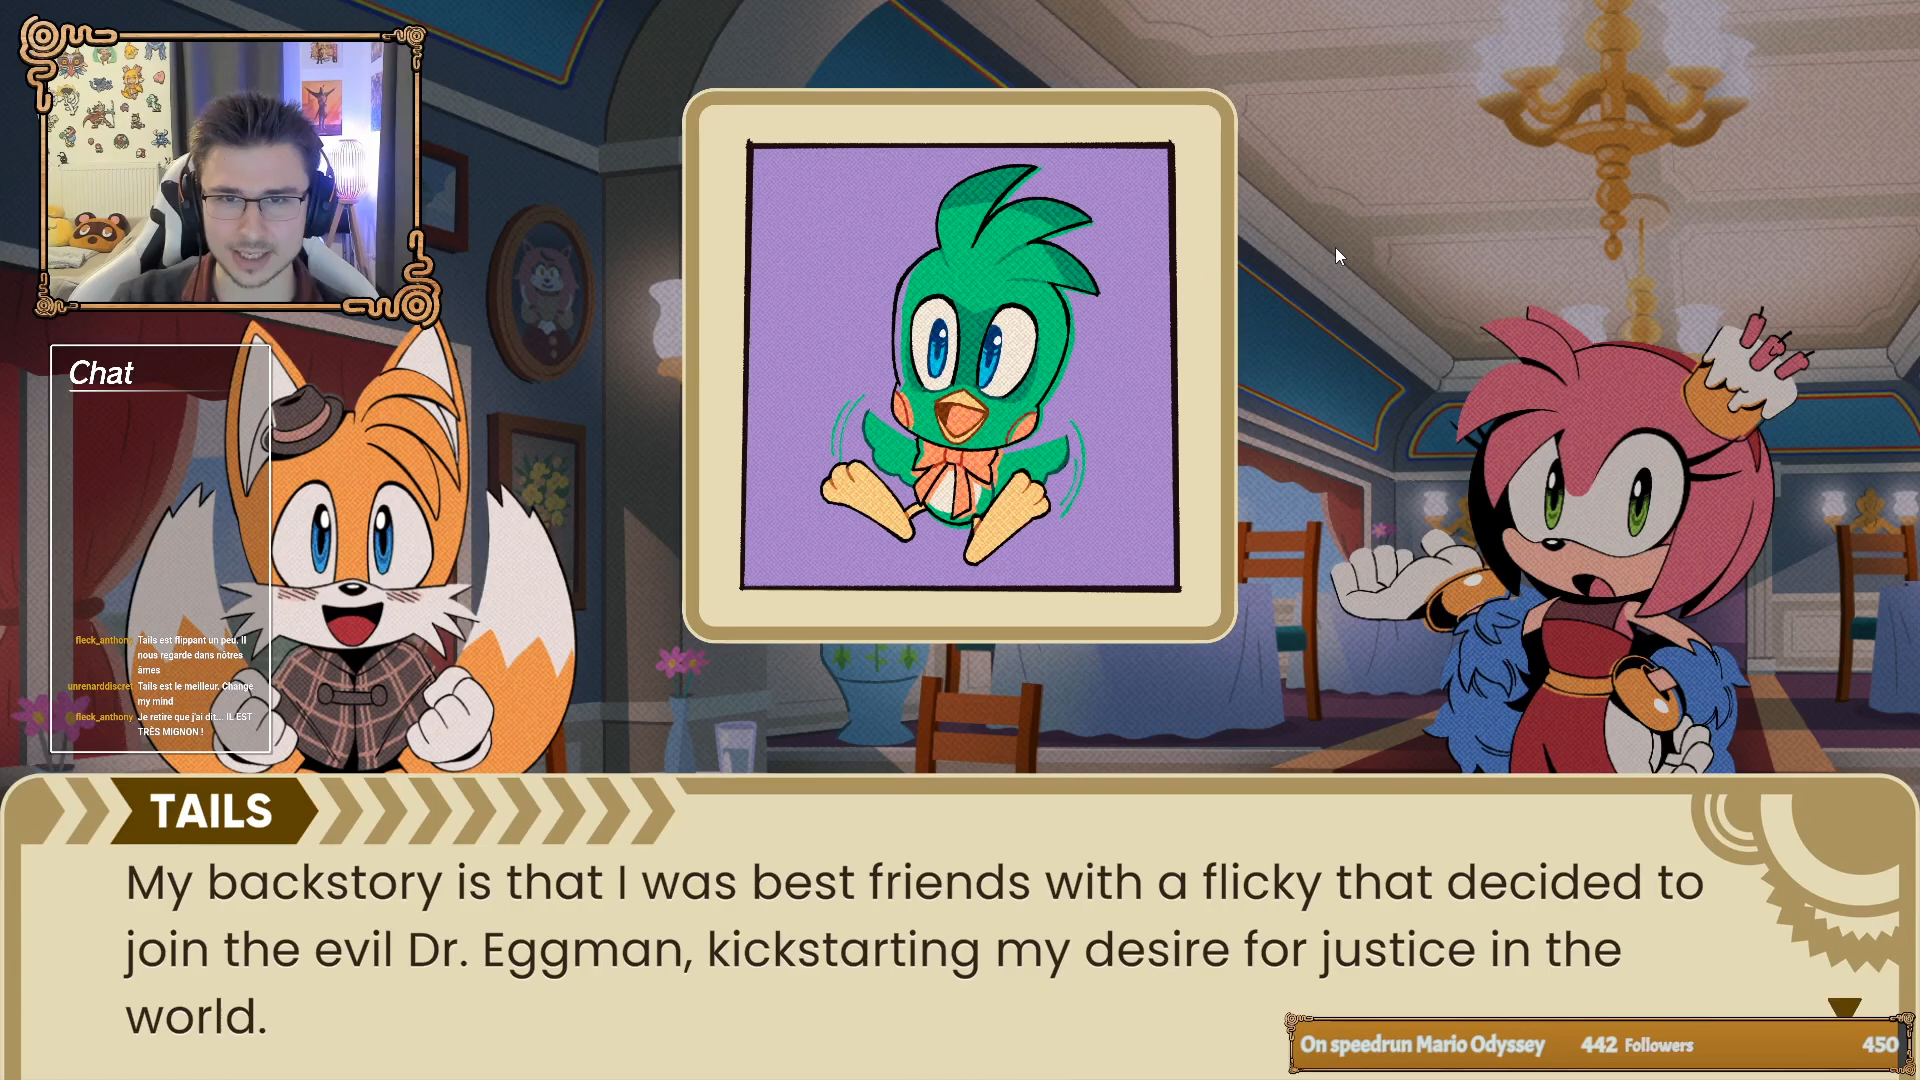 Chat
fleck_anthony Tails est flippant un peu. Il
nous regarde dans nôtres
âmes
unrenarddiscret Tails est le meilleur. Change
my mind
fleck_anthony Je retire que j'ai dit... IL EST
TRÈS MIGNON !
TAILS
My backstory is that I was best friends with a flicky that decided to
join the evil Dr. Eggman, kickstarting my desire for justice in the
world.
On speedrun Mario Odyssey 442 Followers 450